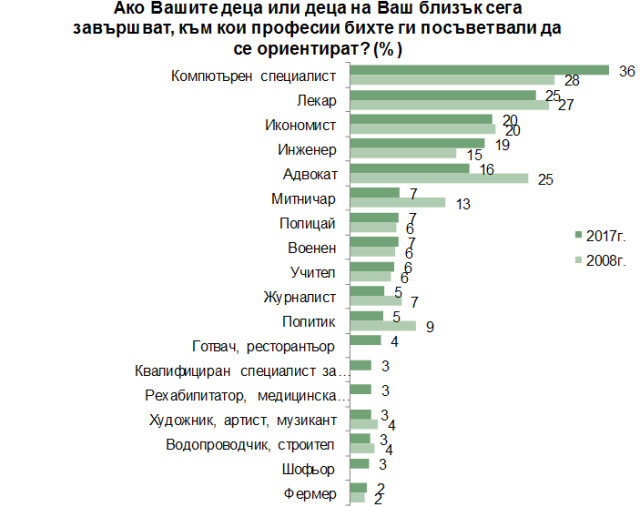 Ако Вашите деца или деца на Ваш близък сега
завършват, към кои професии бихте ги посъветвали да
се ориентират? (%)
Компютърен специалист 36
28
Лекар 25
27
Икономист 20
20
Инженер 19
15
Адвокат 16
25
Митничар 7
13
Полицай 7
6
Военен 7
6
Учител 6
6
Журналист 5
7
Политик 5
9
Готвач, ресторантьор 4
Квалифициран специалист за ... 3
Рехабилитатор, медицинска ... 3
Художник, артист, музикант 3
4
Водопроводчик, строител 3
4
Шофьор 3
Фермер 2
2
2017г.
2008г.